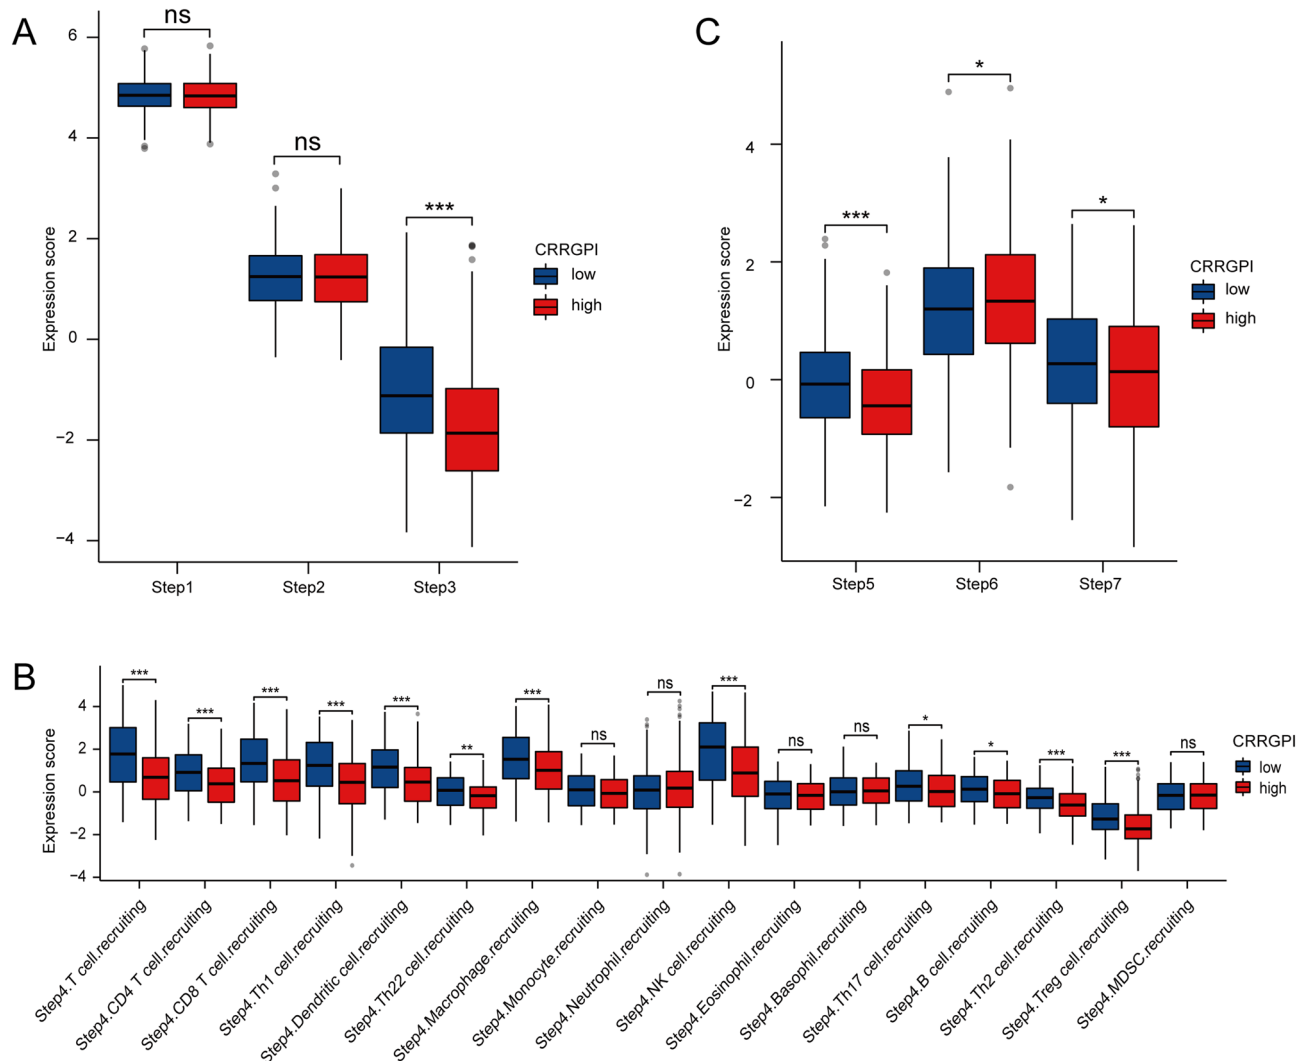 A
ns
6
4
2
0
−2
−4
Expression score
ns
***
CRRGPI
low
high
Step1
Step2
Step3
C
*
***
*
4
2
0
−2
Expression score
CRRGPI
low
high
Step5
Step6
Step7
B
4
2
0
−2
−4
Expression score
***
***
***
***
***
**
***
ns
ns
***
ns
ns
*
*
***
***
ns
CRRGPI
low
high
Step4.T cell.recruiting
Step4.CD4 T cell.recruiting
Step4.CD8 T cell.recruiting
Step4.Th1 cell.recruiting
Step4.Dendritic cell.recruiting
Step4.Th22 cell.recruiting
Step4.Macrophage.recruiting
Step4.Monocyte.recruiting
Step4.Neutrophil.recruiting
Step4.NK cell.recruiting
Step4.Eosinophil.recruiting
Step4.Basophil.recruiting
Step4.Th17 cell.recruiting
Step4.B cell.recruiting
Step4.Th2 cell.recruiting
Step4.Treg cell.recruiting
Step4.MDSC.recruiting